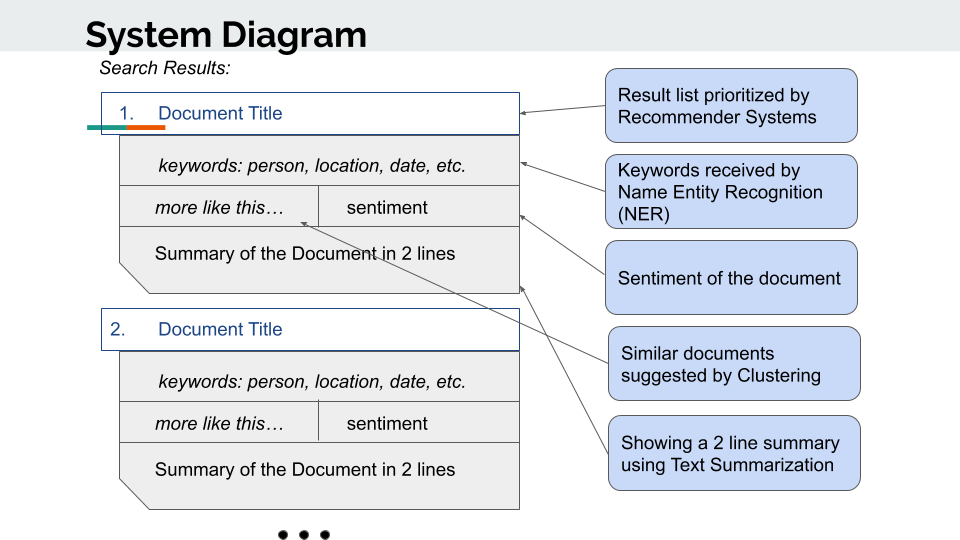 System Diagram
Search Results:
1. Document Title
keywords: person, location, date, etc.
more like this… sentiment
Summary of the Document in 2 lines
2. Document Title
keywords: person, location, date, etc.
more like this… sentiment
Summary of the Document in 2 lines
Result list prioritized by
Recommender Systems
Keywords received by
Name Entity Recognition
(NER)
Sentiment of the document
Similar documents
suggested by Clustering
Showing a 2 line summary
using Text Summarization